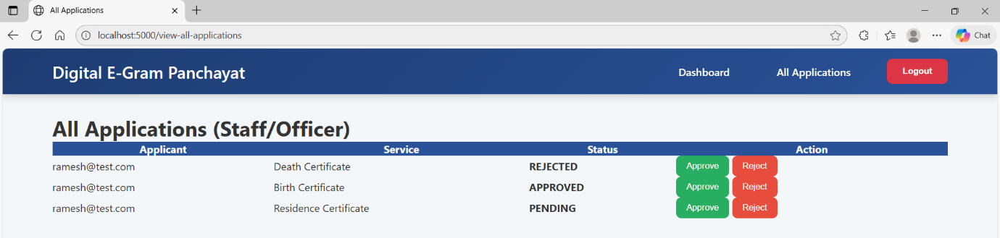 All Applications
localhost:5000/view-all-applications
Chat
Digital E-Gram Panchayat Dashboard All Applications Logout
All Applications (Staff/Officer)
Applicant Service Status Action
ramesh@test.com Death Certificate REJECTED Approve Reject
ramesh@test.com Birth Certificate APPROVED Approve Reject
ramesh@test.com Residence Certificate PENDING Approve Reject